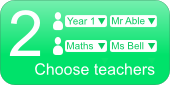 2
Year 1 Mr Able
Maths Ms Bell
Choose teachers